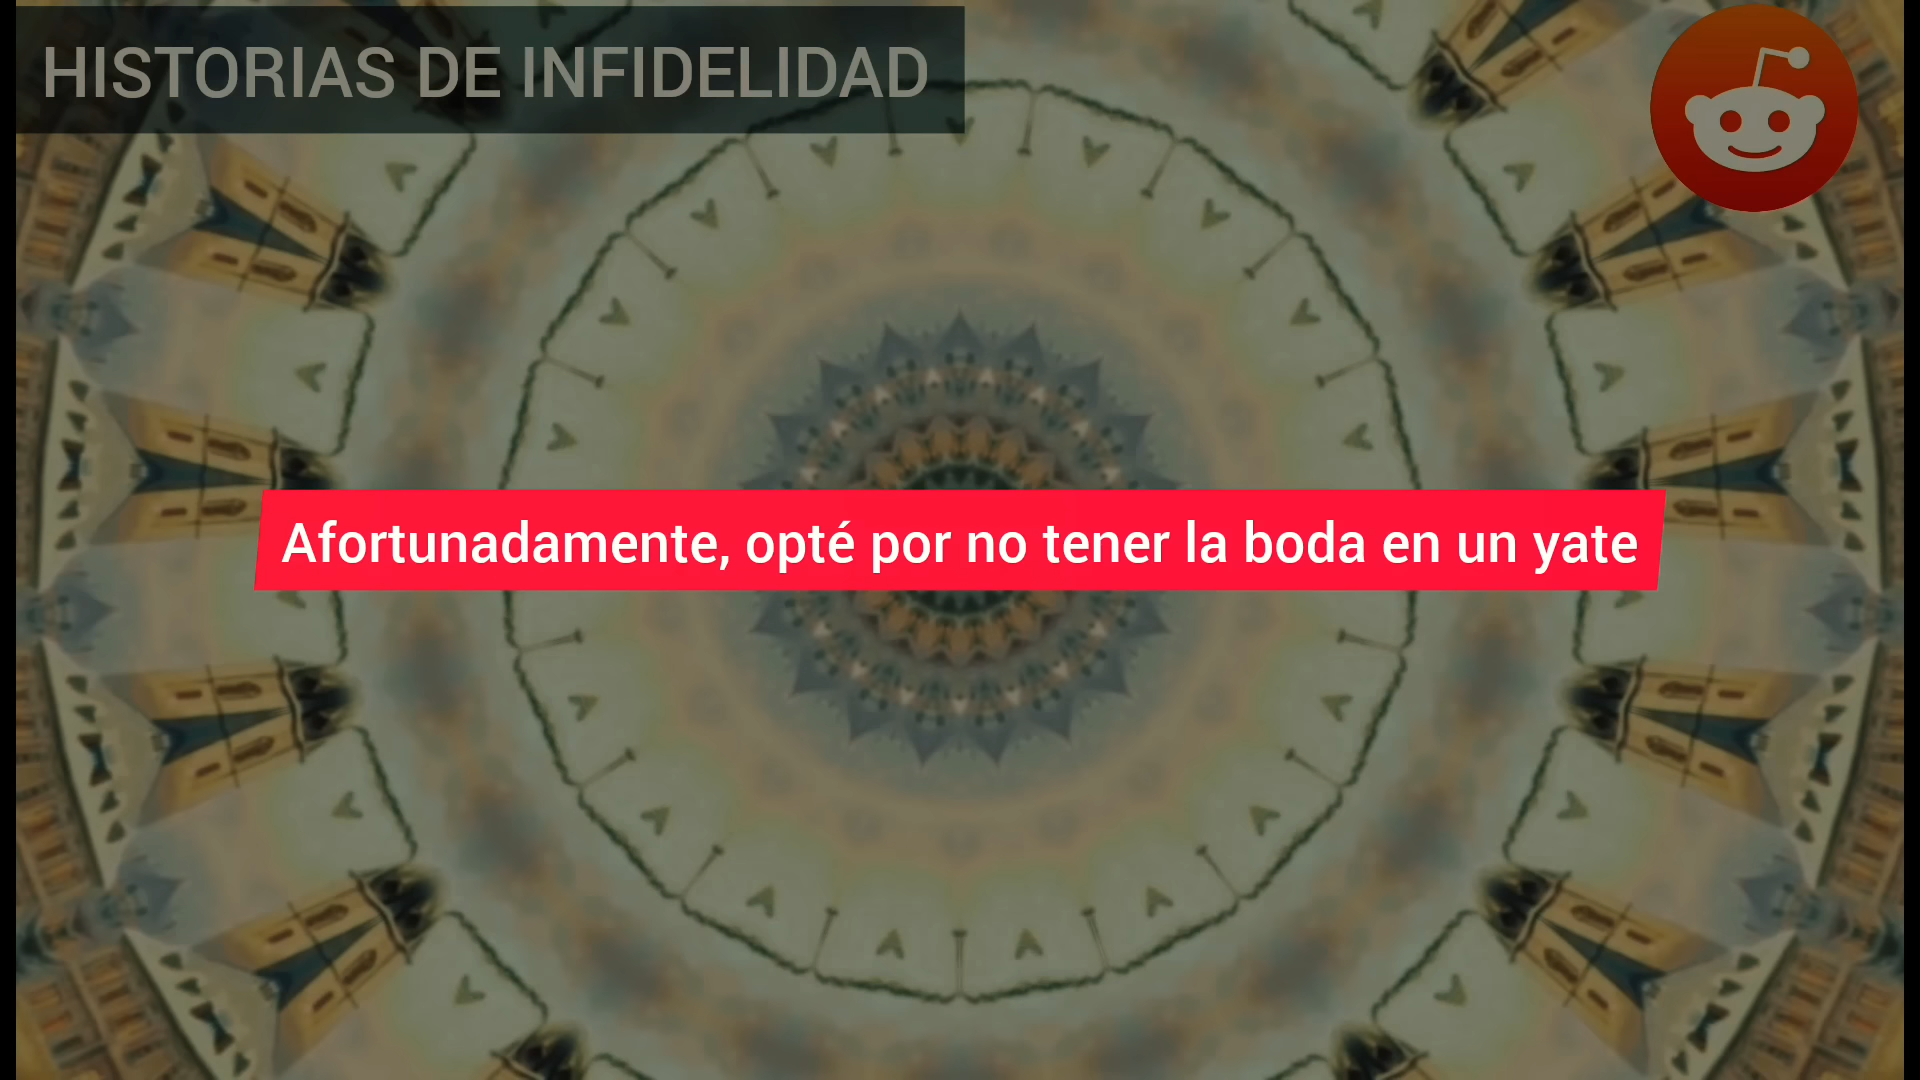 HISTORIAS DE INFIDELIDAD
Afortunadamente, opté por no tener la boda en un yate